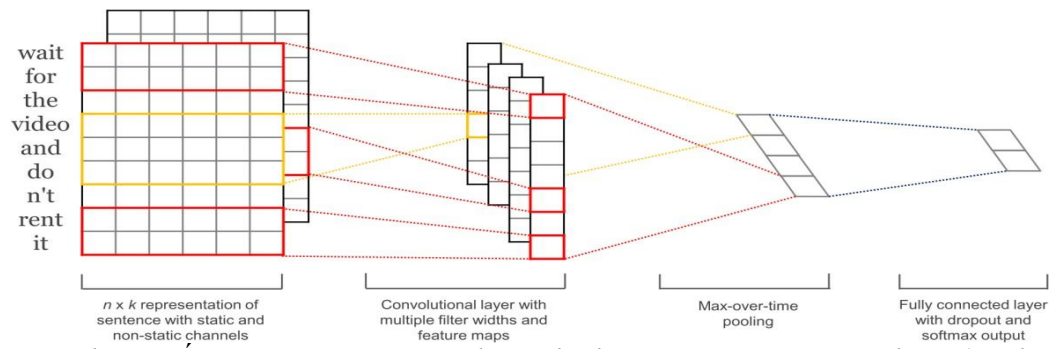 wait
for
the
video
and
do
n't
rent
it
n x k representation of
sentence with static and
non-static channels
Convolutional layer with
multiple filter widths and
feature maps
Max-over-time
pooling
Fully connected layer
with dropout and
softmax output